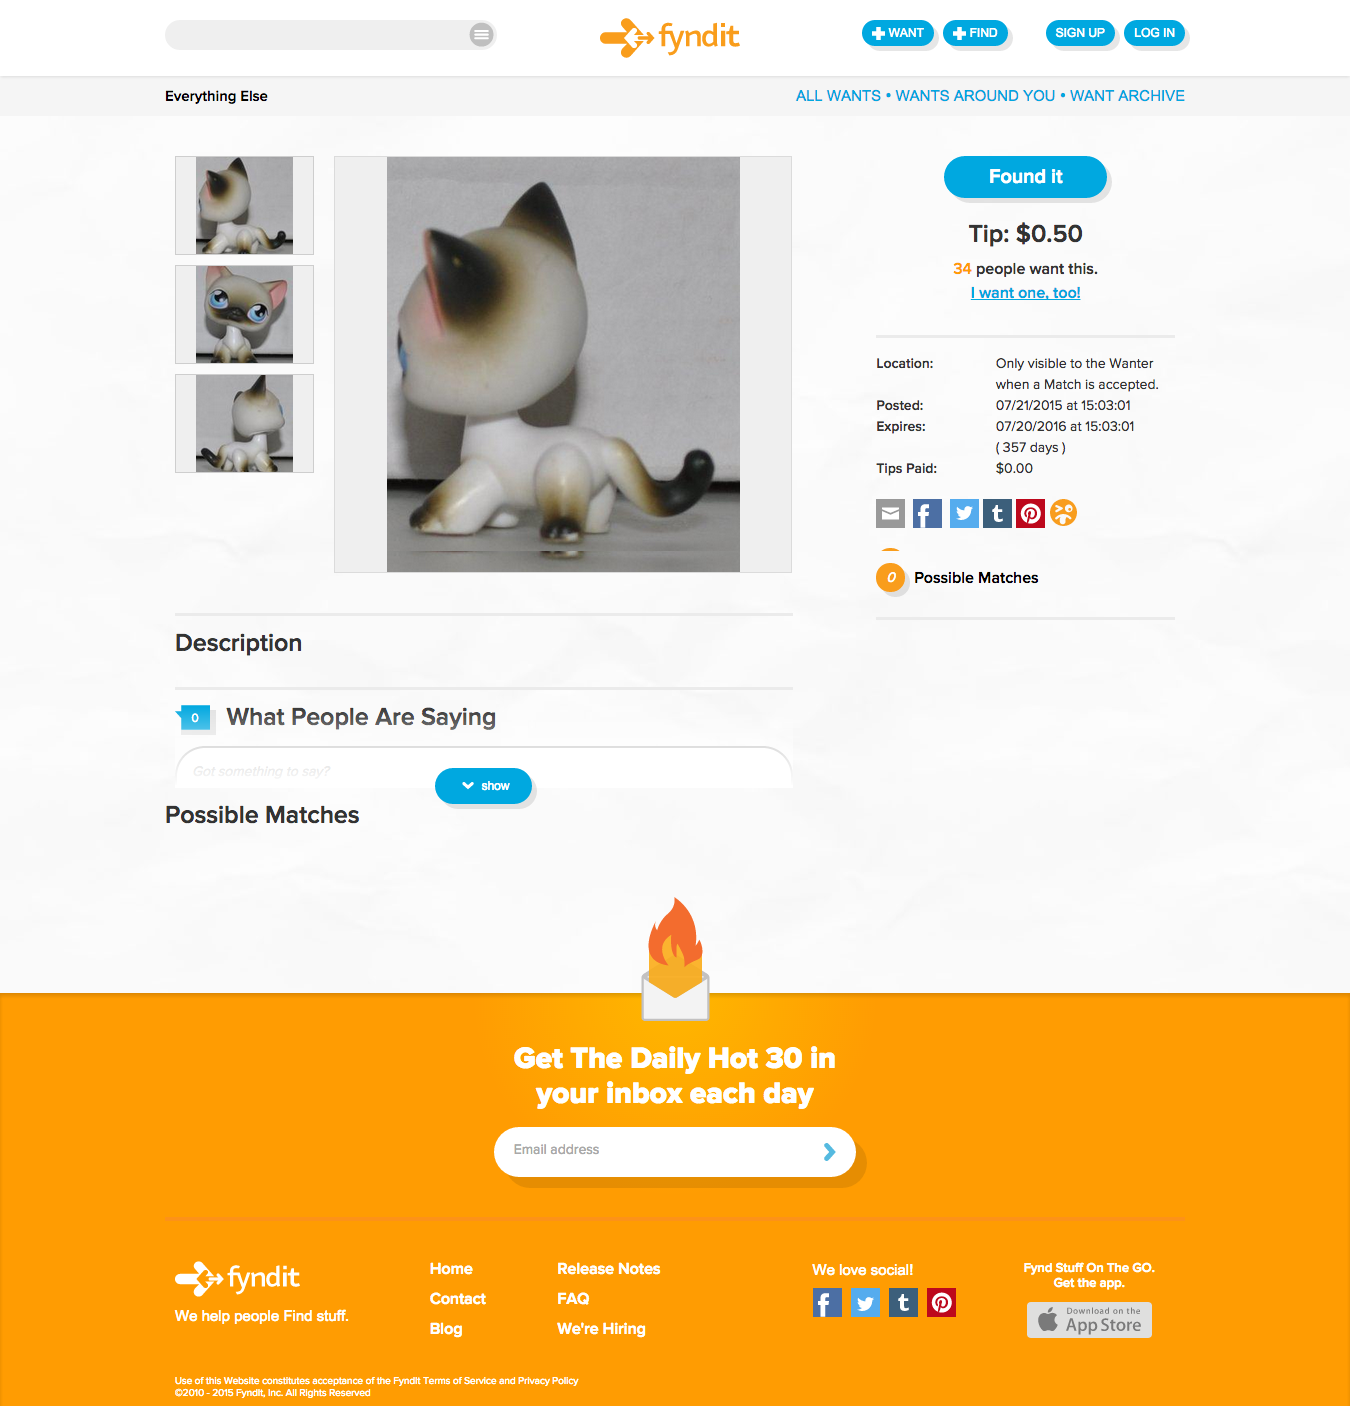 fyndit
WANT
FIND
SIGN UP
LOG IN
Everything Else
ALL WANTS • WANTS AROUND YOU • WANT ARCHIVE
Found it
Tip: $0.50
34 people want this.
I want one, too!
Location: Only visible to the Wanter
when a Match is accepted.
Posted: 07/21/2015 at 15:03:01
Expires: 07/20/2016 at 15:03:01
( 357 days )
Tips Paid: $0.00
0 Possible Matches
Description
0 What People Are Saying
Got something to say?
show
Possible Matches
Get The Daily Hot 30 in
your inbox each day
Email address
fyndit
We help people Find stuff.
Home
Contact
Blog
Release Notes
FAQ
We're Hiring
We love social!
Fynd Stuff On The GO.
Get the app.
Download on the
App Store
Use of this Website constitutes acceptance of the Fyndit Terms of Service and Privacy Policy
©2010 - 2015 Fyndit, Inc. All Rights Reserved